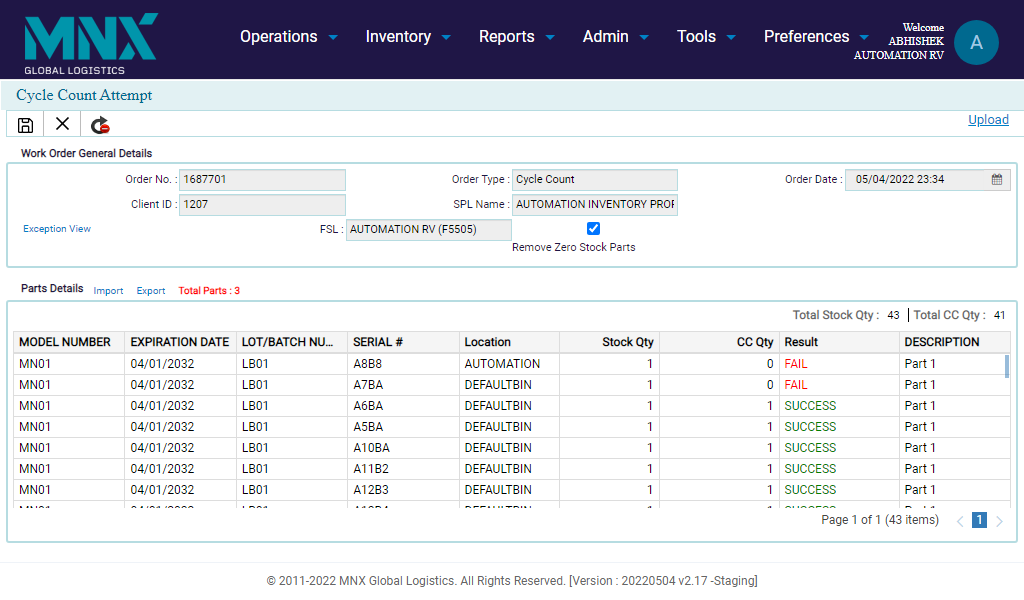 MNX
GLOBAL LOGISTICS
Operations Inventory Reports Admin Tools Preferences
Welcome
ABHISHEK
AUTOMATION RV
A
Cycle Count Attempt
Upload
Work Order General Details
Order No. : 1687701 Order Type : Cycle Count Order Date : 05/04/2022 23:34
Client ID : 1207 SPL Name : AUTOMATION INVENTORY PROF
Exception View FSL : AUTOMATION RV (F5505)
Remove Zero Stock Parts
Parts Details Import Export Total Parts : 3
Total Stock Qty : 43 Total CC Qty : 41
MODEL NUMBER EXPIRATION DATE LOT/BATCH NU... SERIAL # Location Stock Qty CC Qty Result DESCRIPTION
MN01 04/01/2032 LB01 A8B8 AUTOMATION 1 0 FAIL Part 1
MN01 04/01/2032 LB01 A7BA DEFAULTBIN 1 0 FAIL Part 1
MN01 04/01/2032 LB01 A6BA DEFAULTBIN 1 1 SUCCESS Part 1
MN01 04/01/2032 LB01 A5BA DEFAULTBIN 1 1 SUCCESS Part 1
MN01 04/01/2032 LB01 A10BA DEFAULTBIN 1 1 SUCCESS Part 1
MN01 04/01/2032 LB01 A11B2 DEFAULTBIN 1 1 SUCCESS Part 1
MN01 04/01/2032 LB01 A12B3 DEFAULTBIN 1 1 SUCCESS Part 1
Page 1 of 1 (43 items) 1
© 2011-2022 MNX Global Logistics. All Rights Reserved. [Version : 20220504 v2.17 -Staging]